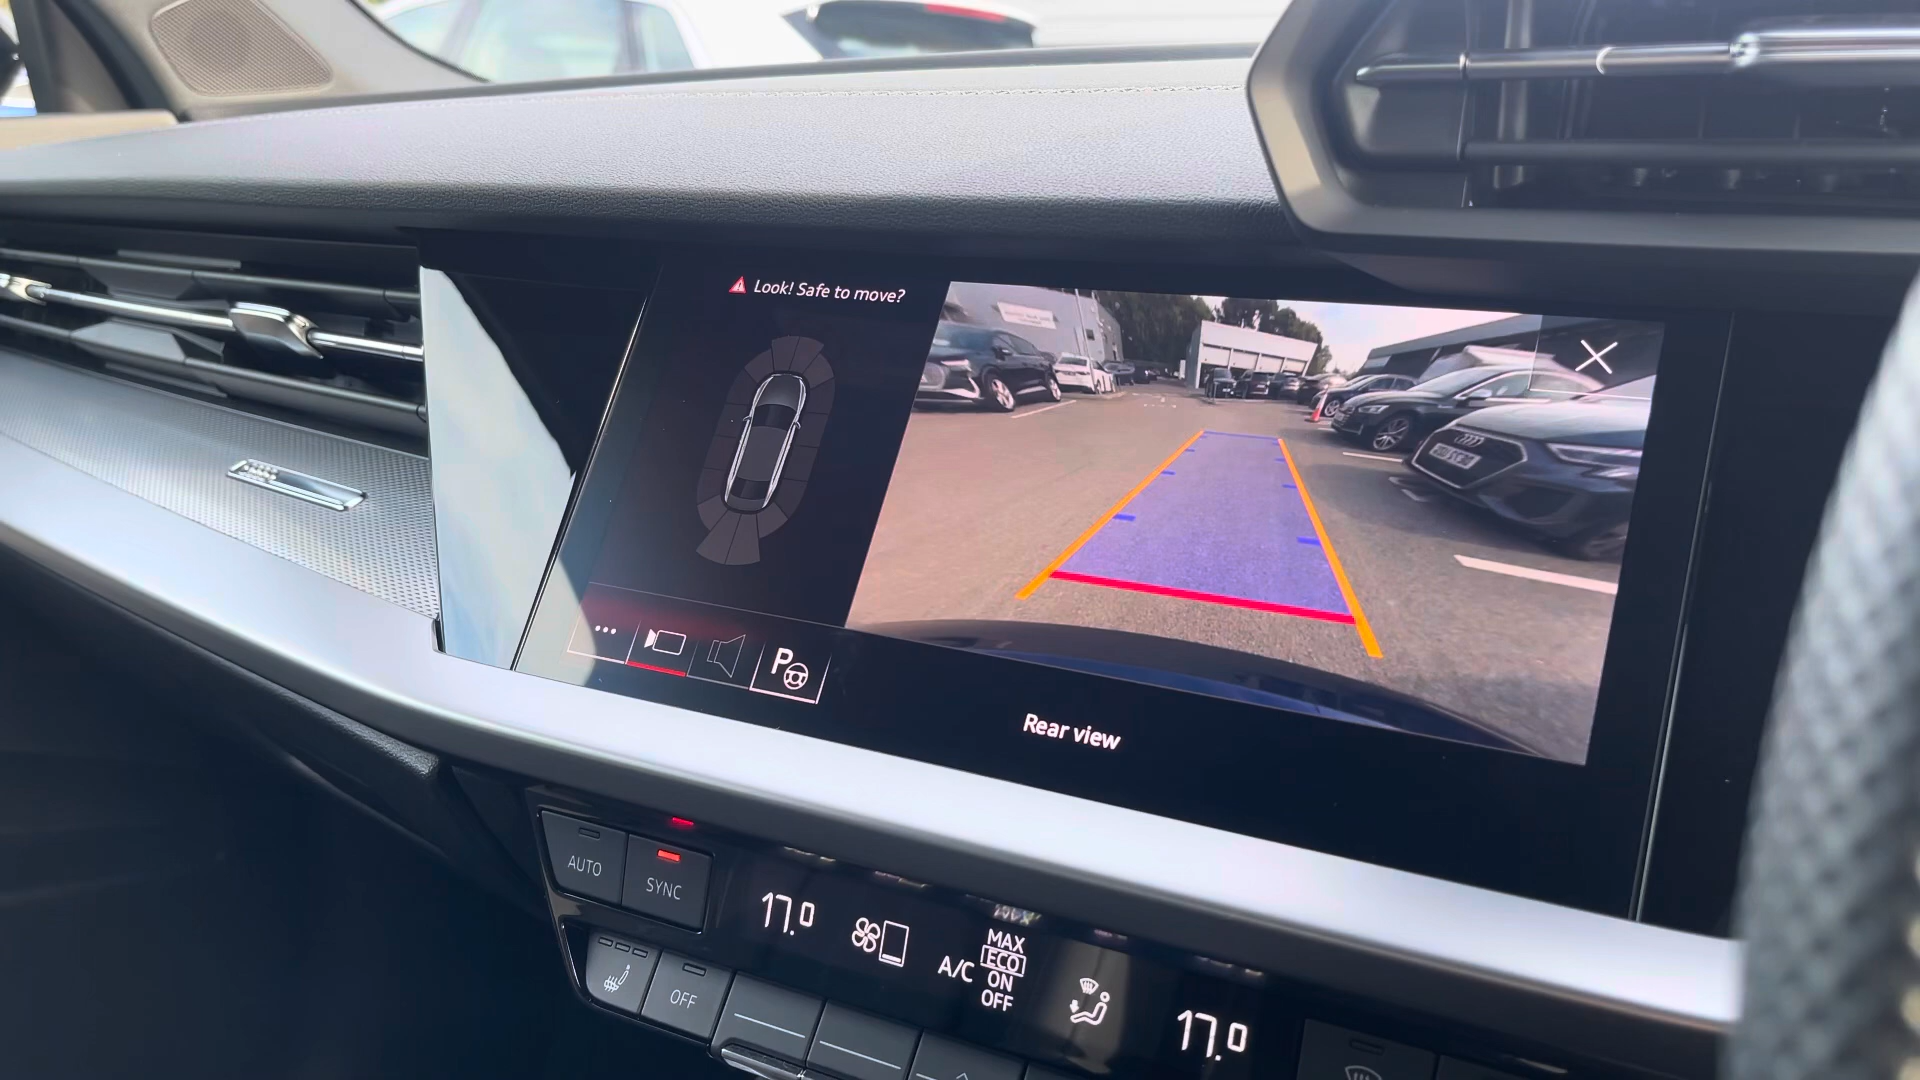 Look! Safe to move?
P
Rear view
AUTO
SYNC
17.0
A/C
MAX
ECO
ON
OFF
17.0
OFF